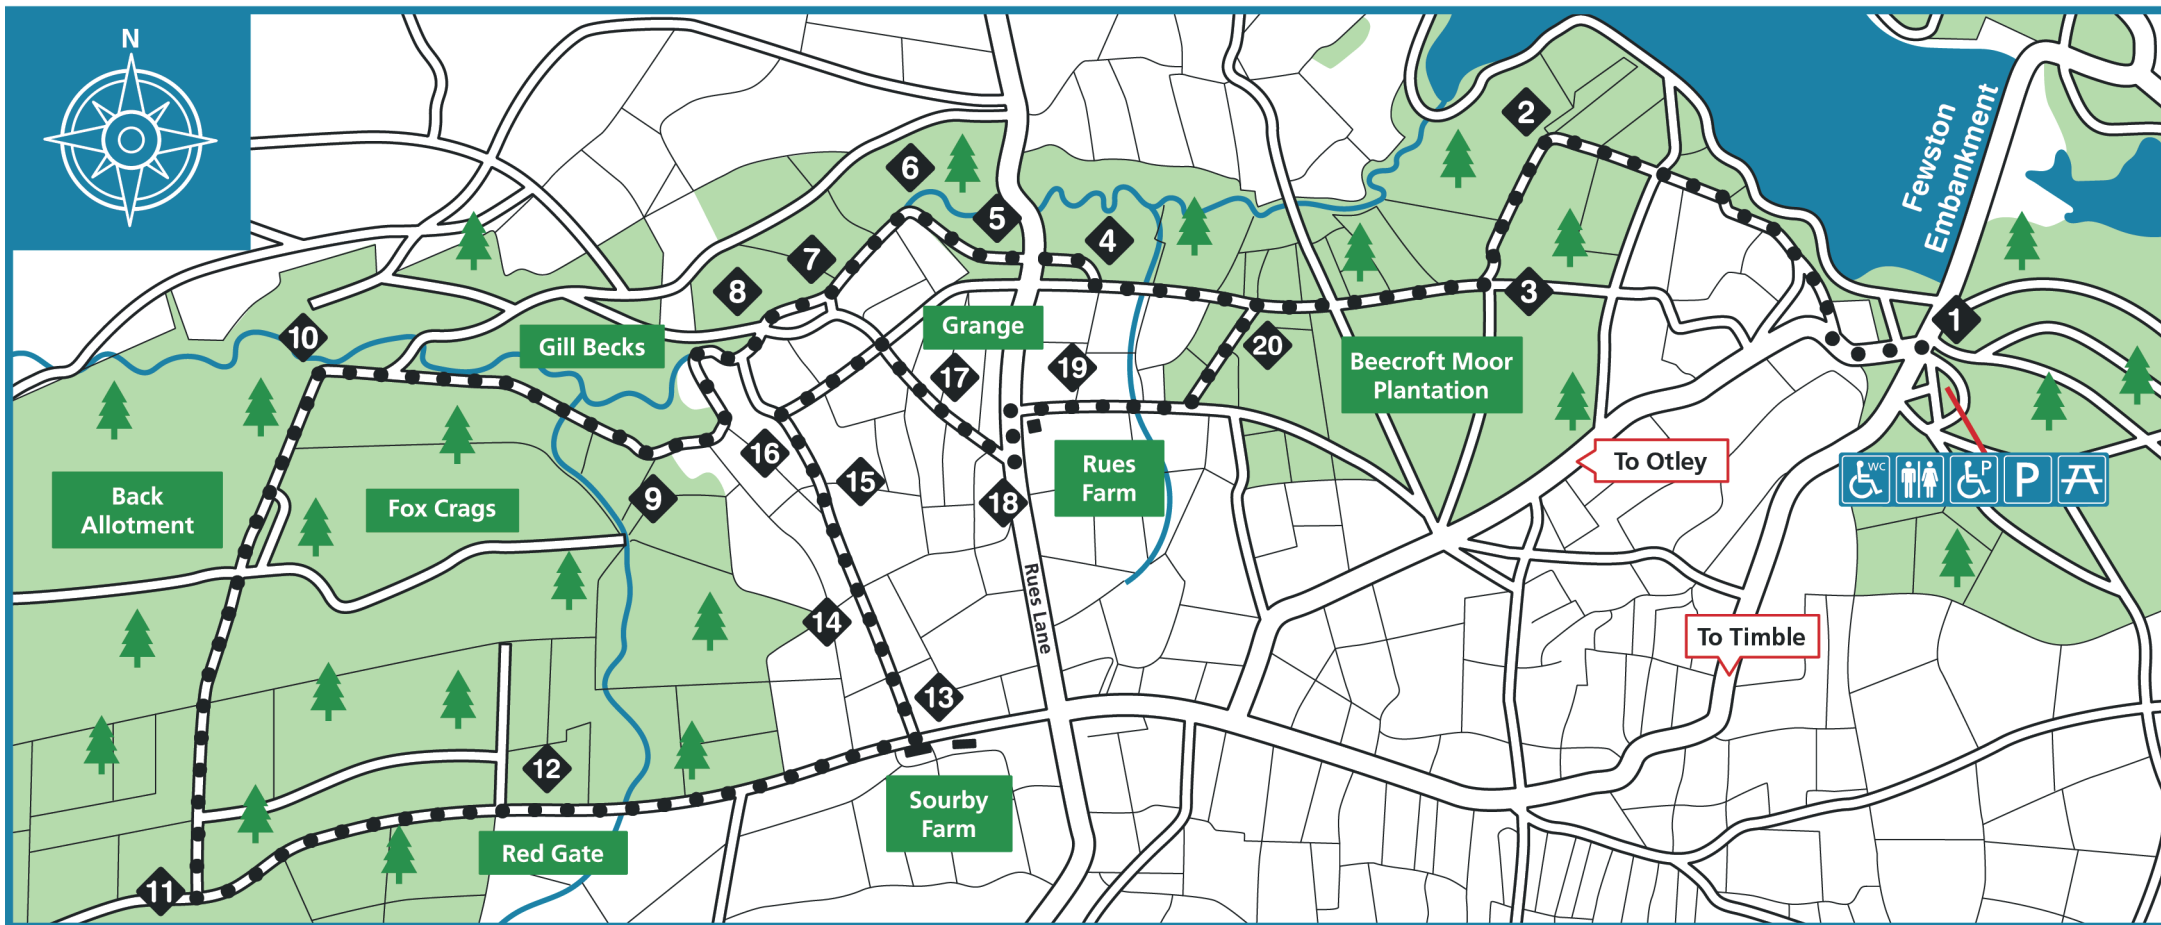 N
2
Fewston
Embankment
6
5
4
7
8
3
1
10
Gill Becks
Grange
20
Beecroft Moor
Plantation
17
19
16
To Otley
Rues
Farm
15
WC
P
P
Back
Allotment
Fox Crags
9
18
Rues Lane
14
To Timble
13
12
Sourby
Farm
Red Gate
11